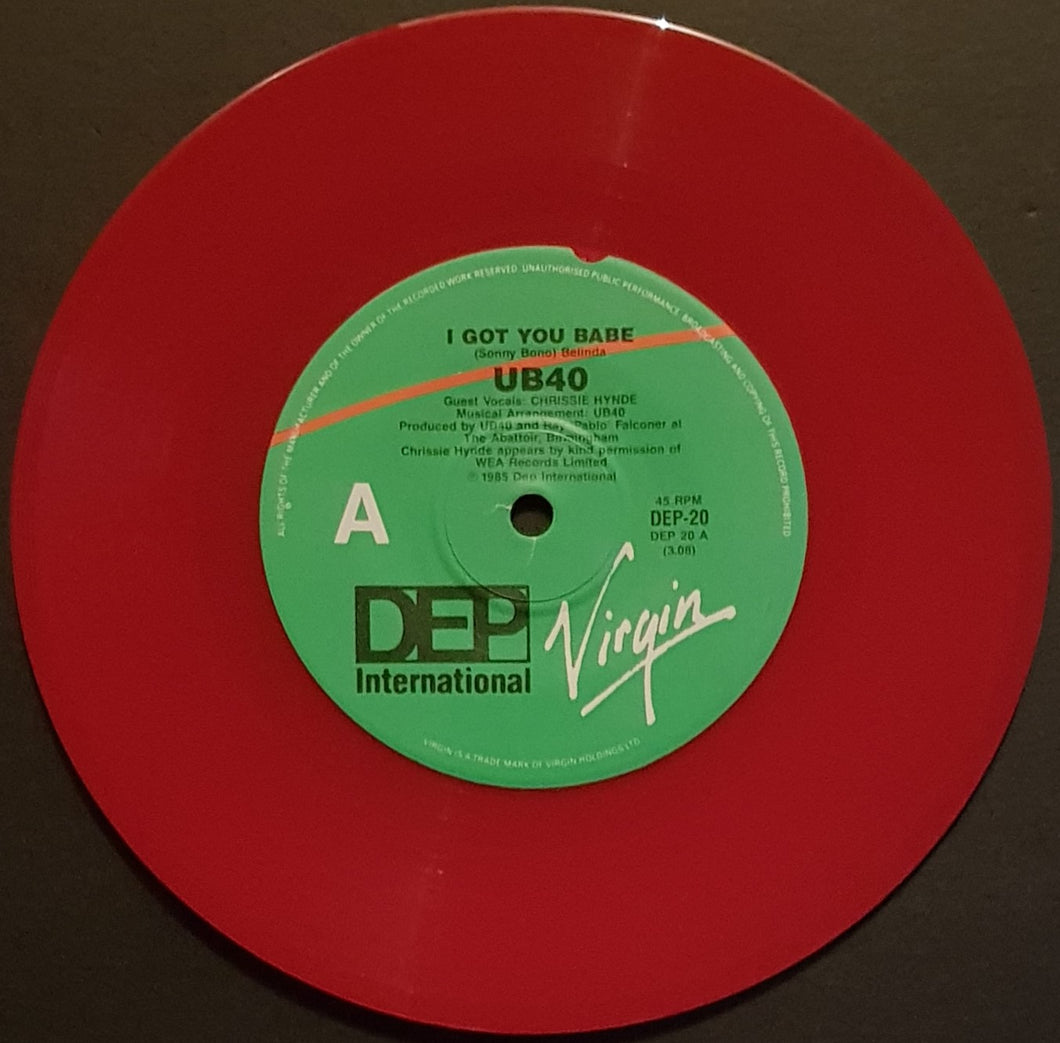 ALL RIGHTS OF THE MANUFACTURER AND OF THE OWNER OF THE RECORDED WORK RESERVED. UNAUTHORISED PUBLIC PERFORMANCE, BROADCASTING AND COPYING OF THIS RECORD PROHIBITED
I GOT YOU BABE
(Sonny Bono) Belinda
UB40
Guest Vocals: CHRISSIE HYNDE
Musical Arrangement: UB40
Produced by UB40 and Ray 'Pablo' Falconer at
The Abattoir, Birmingham
Chrissie Hynde appears by kind permission of
WEA Records Limited
℗ 1985 Dep International
A
45 RPM
DEP-20
DEP 20 A
(3.08)
DEP
International
Virgin
VIRGIN IS A TRADE MARK OF VIRGIN HOLDINGS LTD.